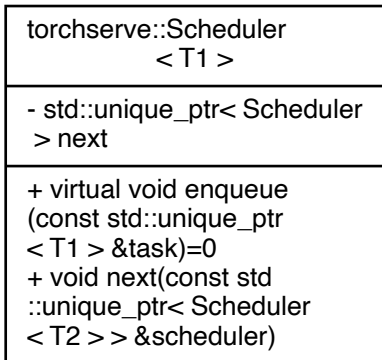 torchserve::Scheduler
< T1 >
- std::unique_ptr< Scheduler
> next
+ virtual void enqueue
(const std::unique_ptr
< T1 > &task)=0
+ void next(const std
::unique_ptr< Scheduler
< T2 > > &scheduler)